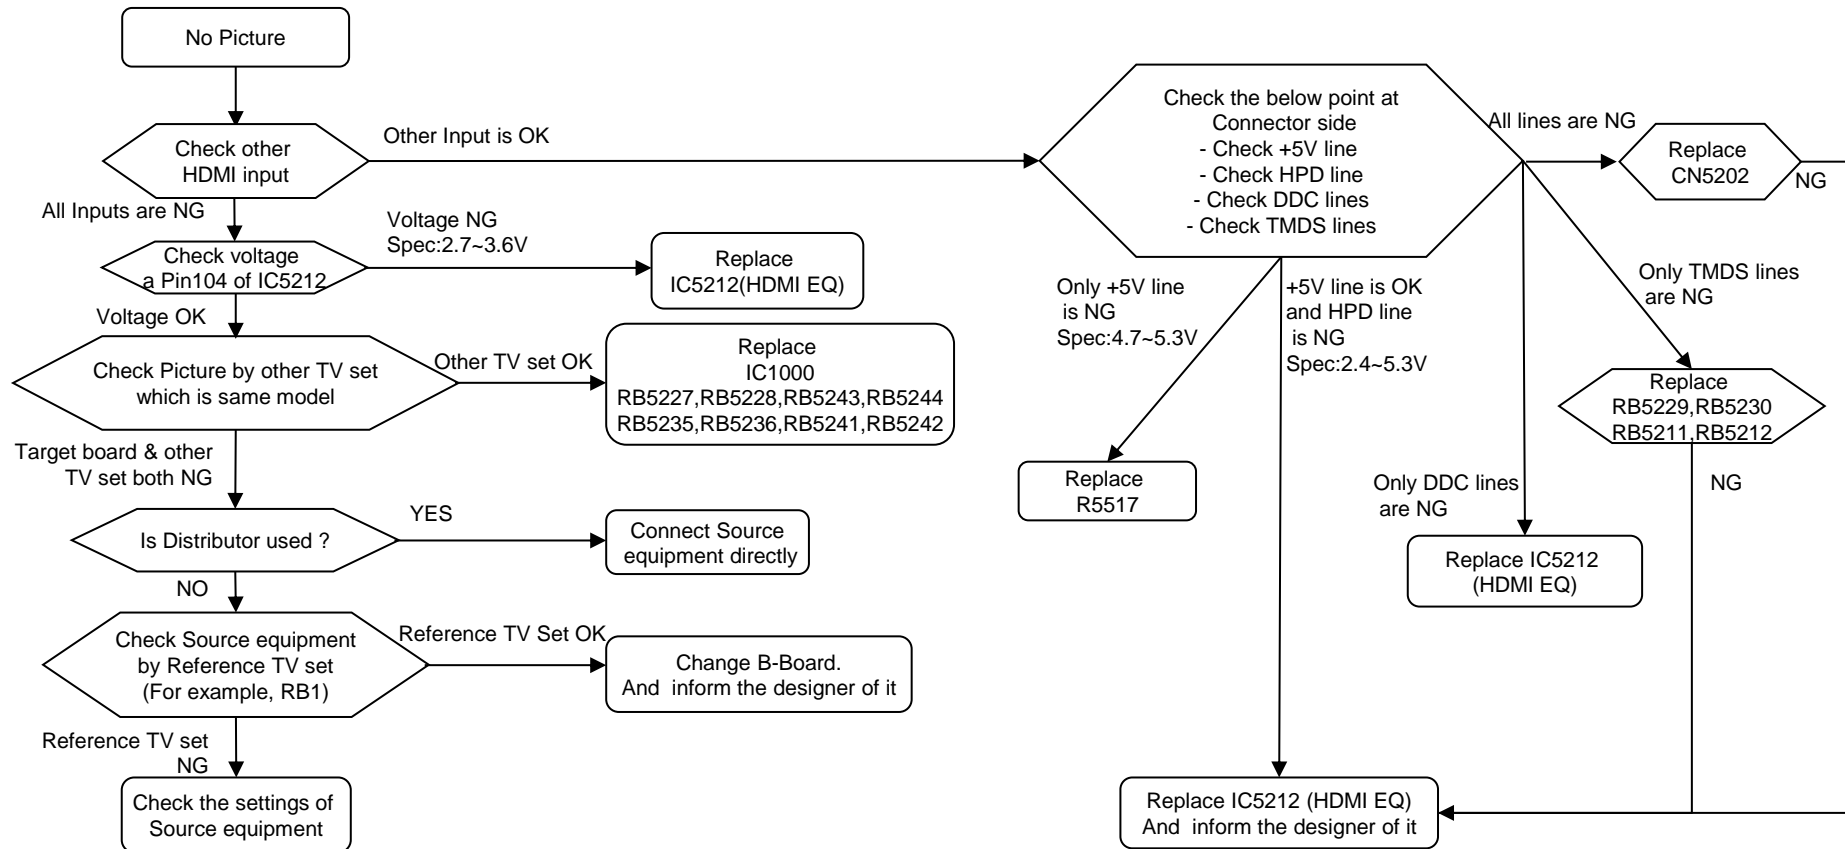 No Picture
Check other
HDMI input
Other Input is OK
All Inputs are NG
Check voltage
a Pin104 of IC5212
Voltage NG
Spec:2.7~3.6V
Replace
IC5212(HDMI EQ)
Voltage OK
Check Picture by other TV set
which is same model
Other TV set OK
Replace
IC1000
RB5227,RB5228,RB5243,RB5244
RB5235,RB5236,RB5241,RB5242
Target board & other
TV set both NG
Is Distributor used ?
YES
Connect Source
equipment directly
NO
Check Source equipment
by Reference TV set
(For example, RB1)
Reference TV Set OK
Change B-Board.
And inform the designer of it
Reference TV set
NG
Check the settings of
Source equipment
Check the below point at
Connector side
- Check +5V line
- Check HPD line
- Check DDC lines
- Check TMDS lines
All lines are NG
Replace
CN5202
NG
Only +5V line
is NG
Spec:4.7~5.3V
Replace
R5517
+5V line is OK
and HPD line
is NG
Spec:2.4~5.3V
Only DDC lines
are NG
Replace IC5212
(HDMI EQ)
Only TMDS lines
are NG
Replace
RB5229,RB5230
RB5211,RB5212
NG
Replace IC5212 (HDMI EQ)
And inform the designer of it